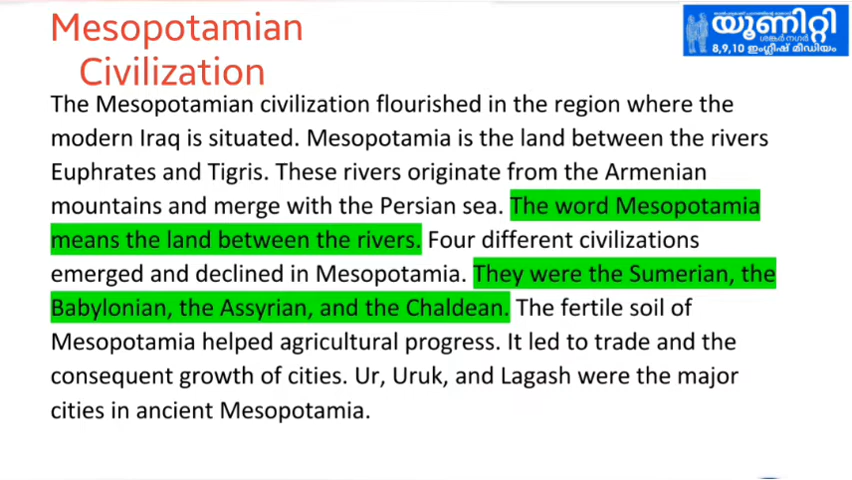 Mesopotamian
Civilization
യൂണിറ്റി
8,9,10 ഇംഗ്ലീഷ് മീഡിയം
The Mesopotamian civilization flourished in the region where the
modern Iraq is situated. Mesopotamia is the land between the rivers
Euphrates and Tigris. These rivers originate from the Armenian
mountains and merge with the Persian sea. The word Mesopotamia
means the land between the rivers. Four different civilizations
emerged and declined in Mesopotamia. They were the Sumerian, the
Babylonian, the Assyrian, and the Chaldean. The fertile soil of
Mesopotamia helped agricultural progress. It led to trade and the
consequent growth of cities. Ur, Uruk, and Lagash were the major
cities in ancient Mesopotamia.